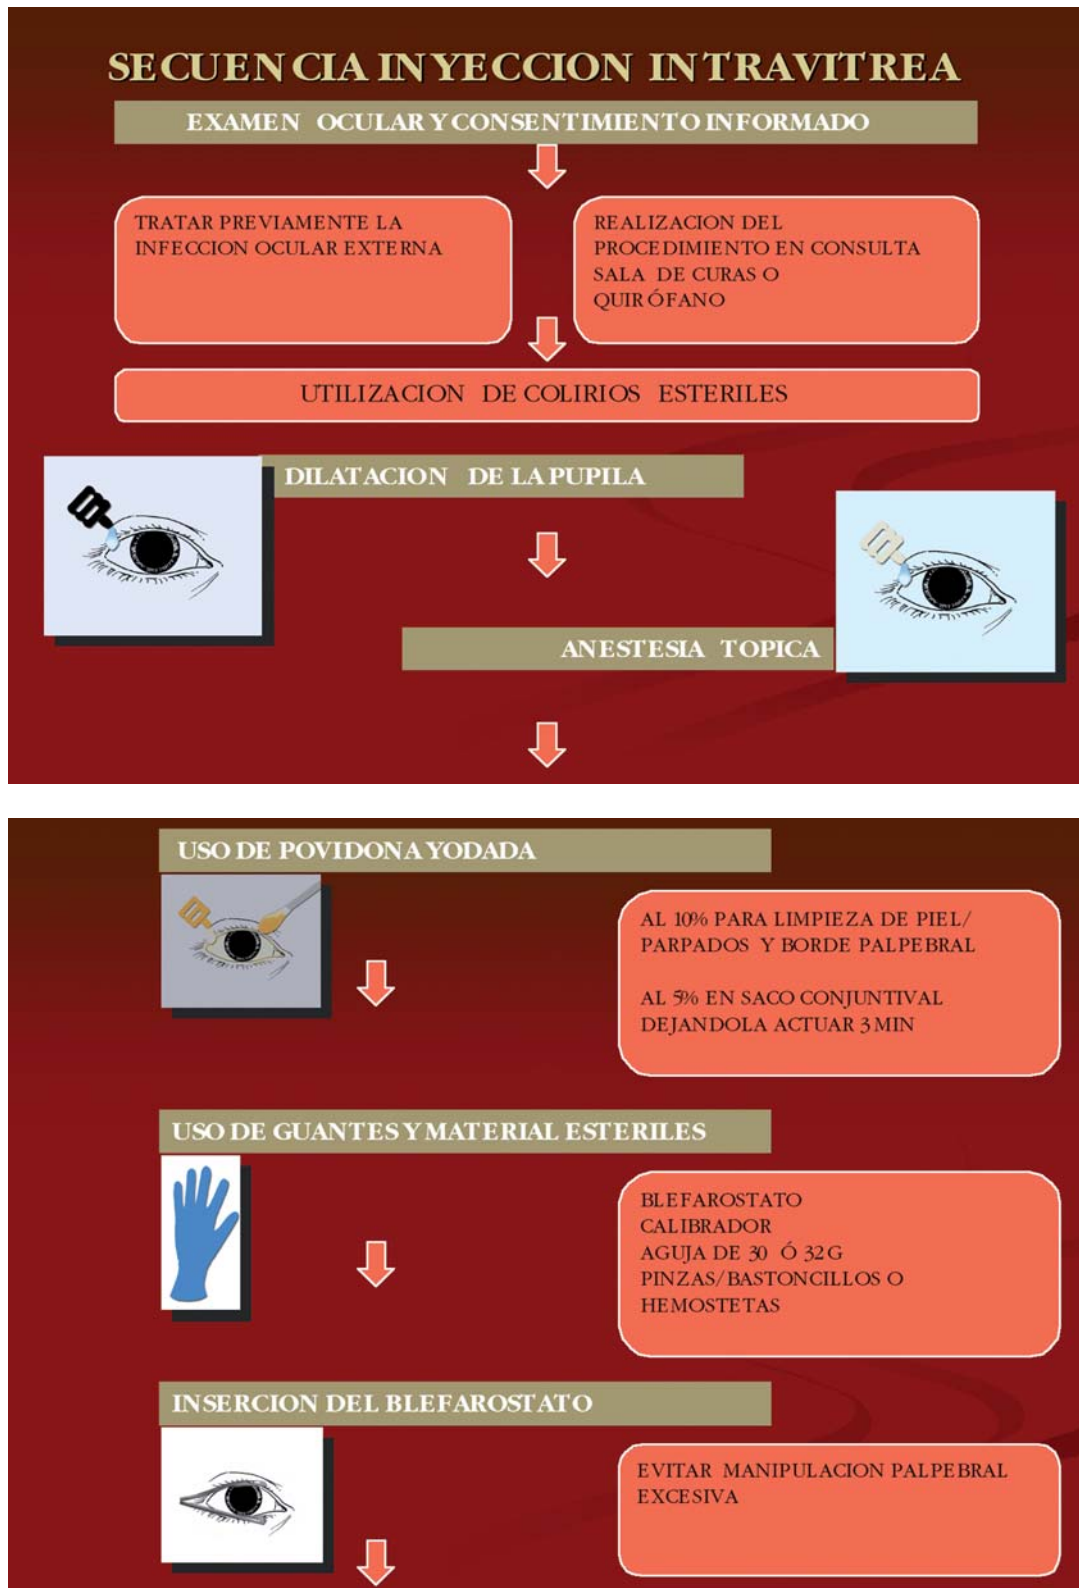 SECUENCIA INYECCION INTRAVITREA
EXAMEN OCULAR Y CONSENTIMIENTO INFORMADO
TRATAR PREVIAMENTE LA
INFECCION OCULAR EXTERNA
REALIZACION DEL
PROCEDIMIENTO EN CONSULTA
SALA DE CURAS O
QUIRÓFANO
UTILIZACION DE COLIRIOS ESTERILES
DILATACION DE LA PUPILA
ANESTESIA TOPICA
USO DE POVIDONA YODADA
AL 10% PARA LIMPIEZA DE PIEL/
PARPADOS Y BORDE PALPEBRAL
AL 5% EN SACO CONJUNTIVAL
DEJANDOLA ACTUAR 3 MIN
USO DE GUANTES Y MATERIAL ESTERILES
BLEFAROSTATO
CALIBRADOR
AGUJA DE 30 Ó 32G
PINZAS/BASTONCILLOS O
HEMOSTETAS
INSERCION DEL BLEFAROSTATO
EVITAR MANIPULACION PALPEBRAL
EXCESIVA